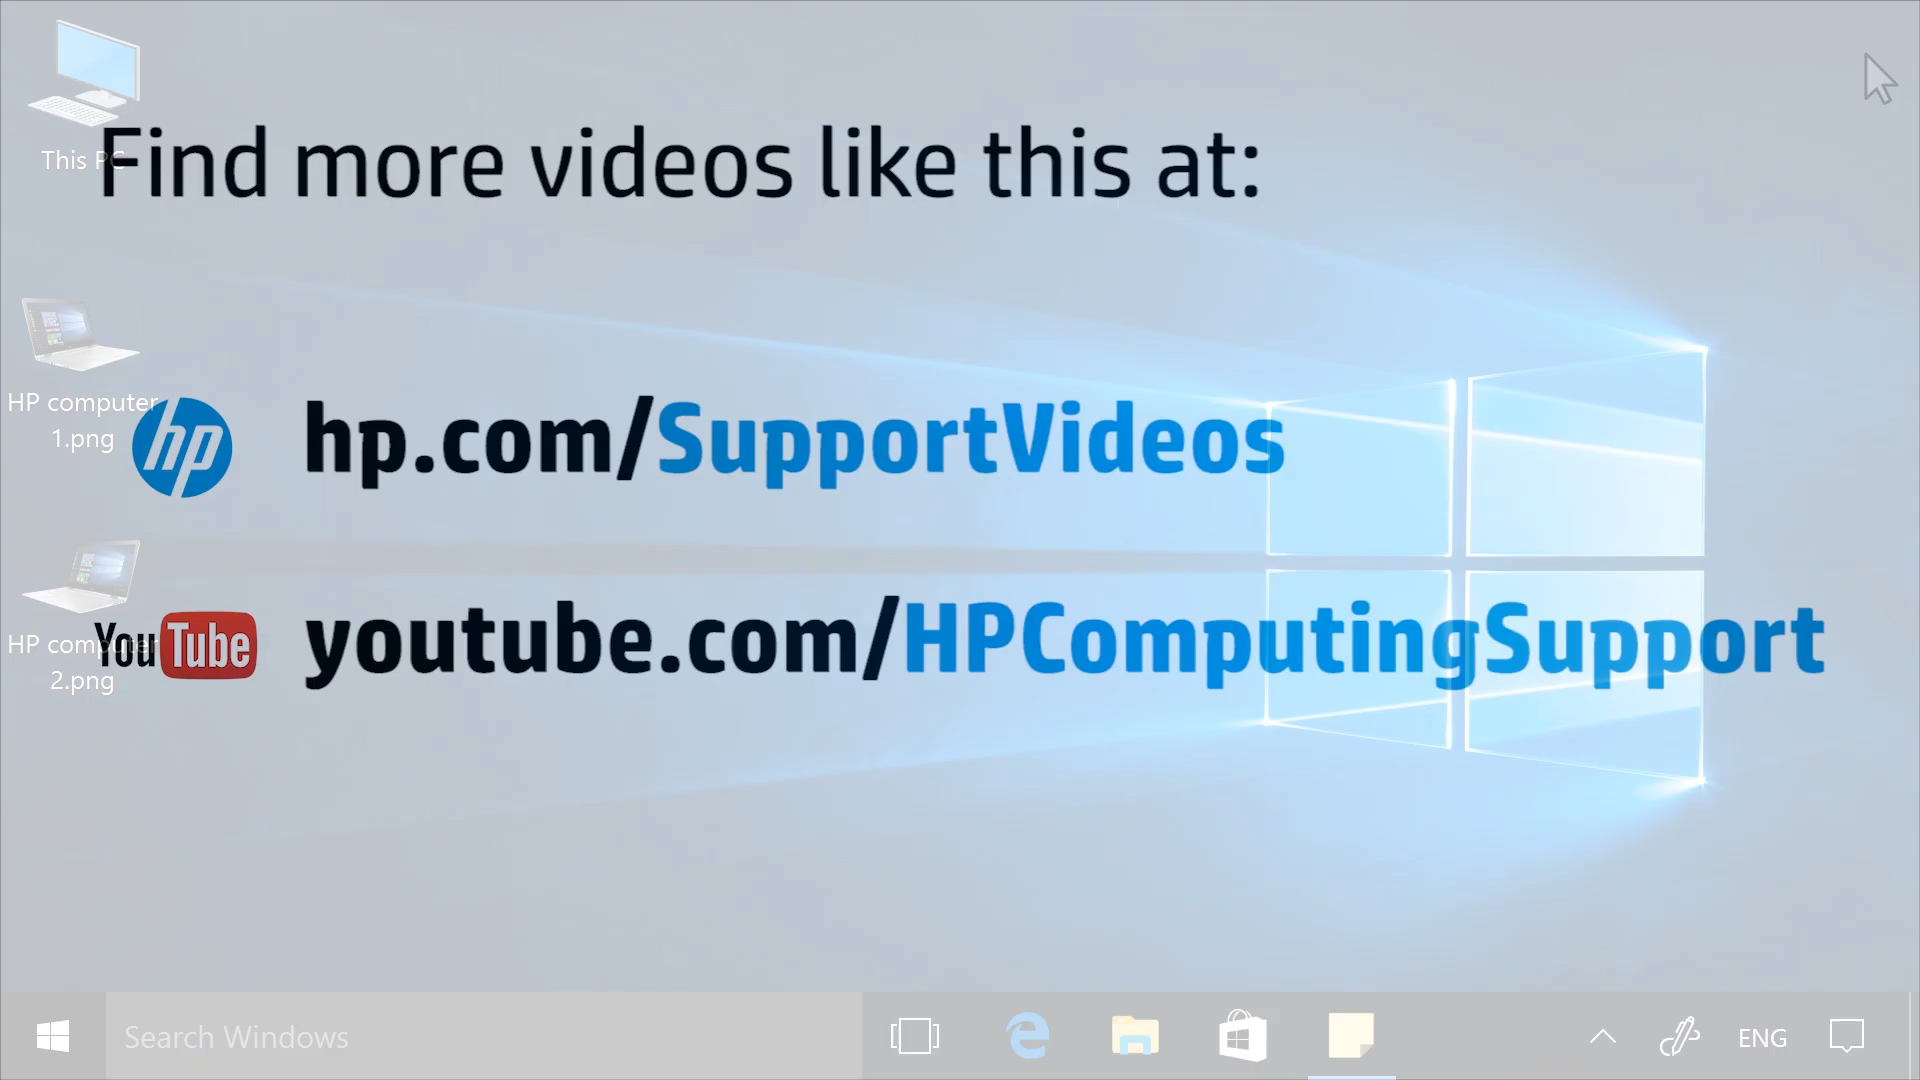 This PC
Find more videos like this at:
HP computer
1.png
hp
hp.com/SupportVideos
HP computer
2.png
YouTube
youtube.com/HPComputingSupport
Search Windows
ENG